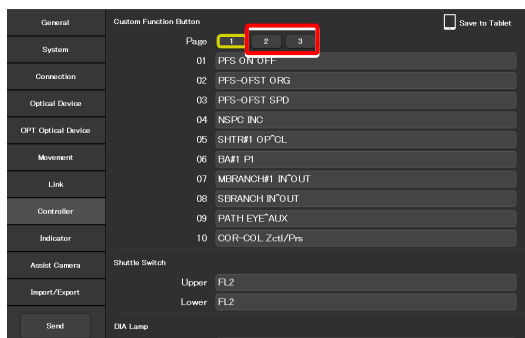 General
System
Connection
Optical Device
OPT Optical Device
Movement
Link
Controller
Indicator
Assist Camera
Import/Export
Send
Custom Function Button
Save to Tablet
Page 1 2 3
01 PFS ON^OFF
02 PFS-OFST ORG
03 PFS-OFST SPD
04 NSPC INC
05 SHTR#1 OP^CL
06 BA#1 P1
07 MBRANCH#1 IN^OUT
08 SBRANCH IN^OUT
09 PATH EYE^AUX
10 COR-COL Zctl/Prs
Shuttle Switch
Upper FL2
Lower FL2
DIA Lamp